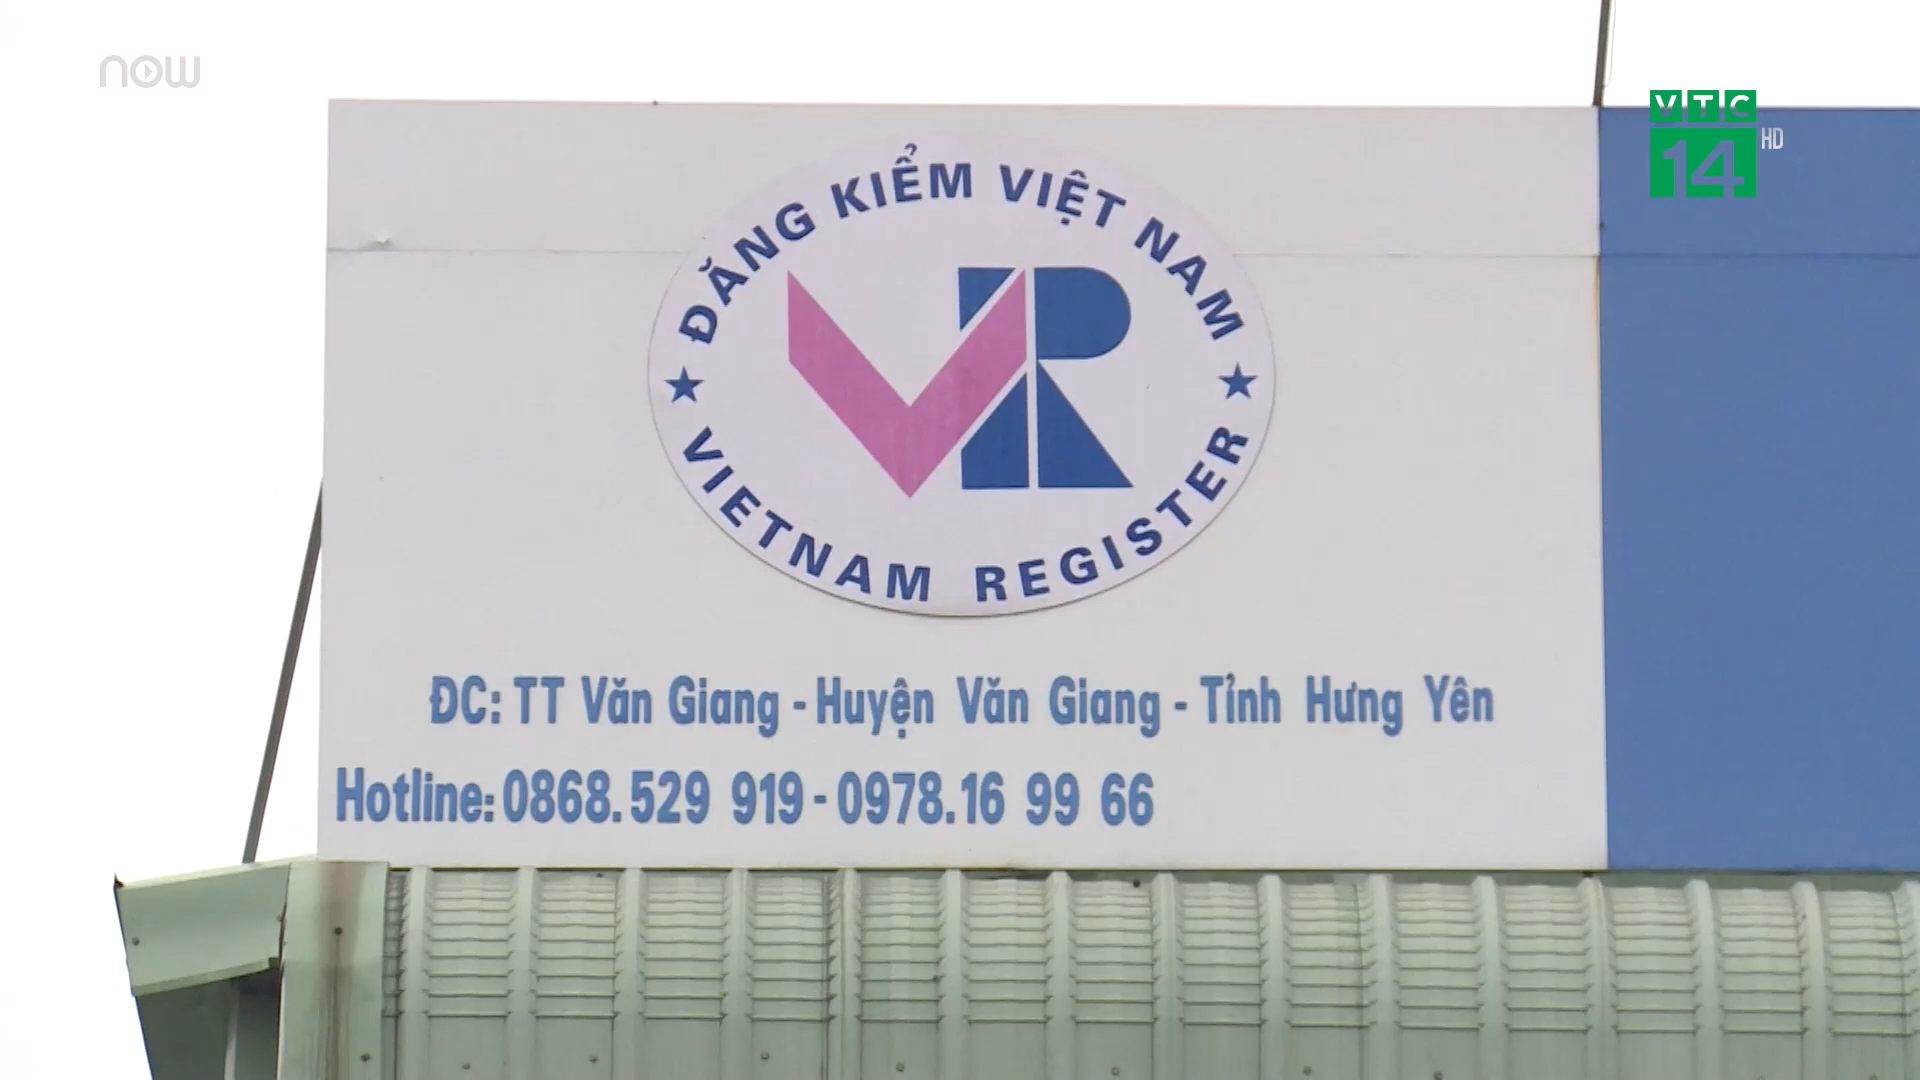 now
VTC
14 HD
ĐĂNG KIỂM VIỆT NAM
VR
VIETNAM REGISTER
ĐC: TT Văn Giang - Huyện Văn Giang - Tỉnh Hưng Yên
Hotline: 0868.529 919 - 0978.16 99 66